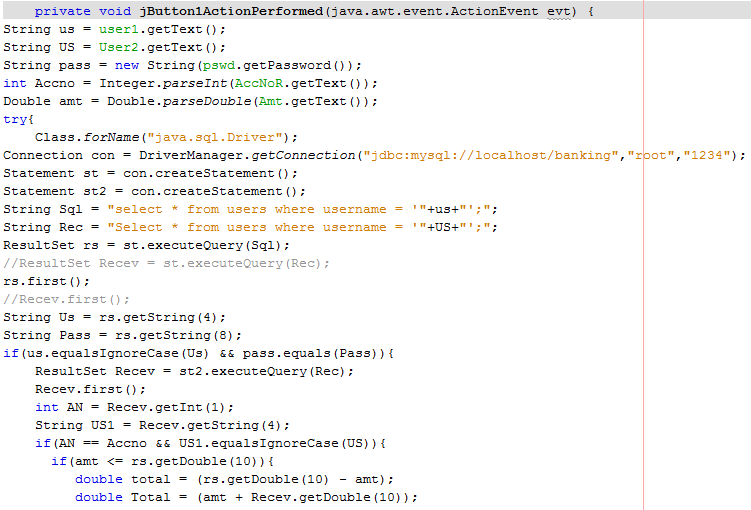 private void jButton1ActionPerformed(java.awt.event.ActionEvent evt) {
String us = user1.getText();
String US = User2.getText();
String pass = new String(pswd.getPassword());
int Accno = Integer.parseInt(AccNoR.getText());
Double amt = Double.parseDouble(Amt.getText());
try{
Class.forName("java.sql.Driver");
Connection con = DriverManager.getConnection("jdbc:mysql://localhost/banking","root","1234");
Statement st = con.createStatement();
Statement st2 = con.createStatement();
String Sql = "select * from users where username = '"+us+"';";
String Rec = "Select * from users where username = '"+US+"';";
ResultSet rs = st.executeQuery(Sql);
//ResultSet Recev = st.executeQuery(Rec);
rs.first();
//Recev.first();
String Us = rs.getString(4);
String Pass = rs.getString(8);
if(us.equalsIgnoreCase(Us) && pass.equals(Pass)){
ResultSet Recev = st2.executeQuery(Rec);
Recev.first();
int AN = Recev.getInt(1);
String US1 = Recev.getString(4);
if(AN == Accno && US1.equalsIgnoreCase(US)){
if(amt <= rs.getDouble(10)){
double total = (rs.getDouble(10) - amt);
double Total = (amt + Recev.getDouble(10));